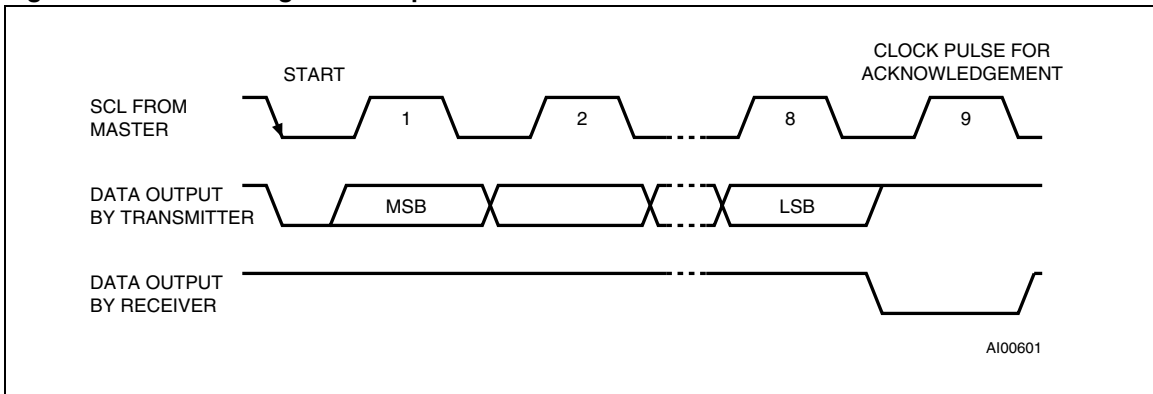 START
CLOCK PULSE FOR
ACKNOWLEDGEMENT
SCL FROM
MASTER
1
2
8
9
DATA OUTPUT
BY TRANSMITTER
MSB
LSB
DATA OUTPUT
BY RECEIVER
AI00601